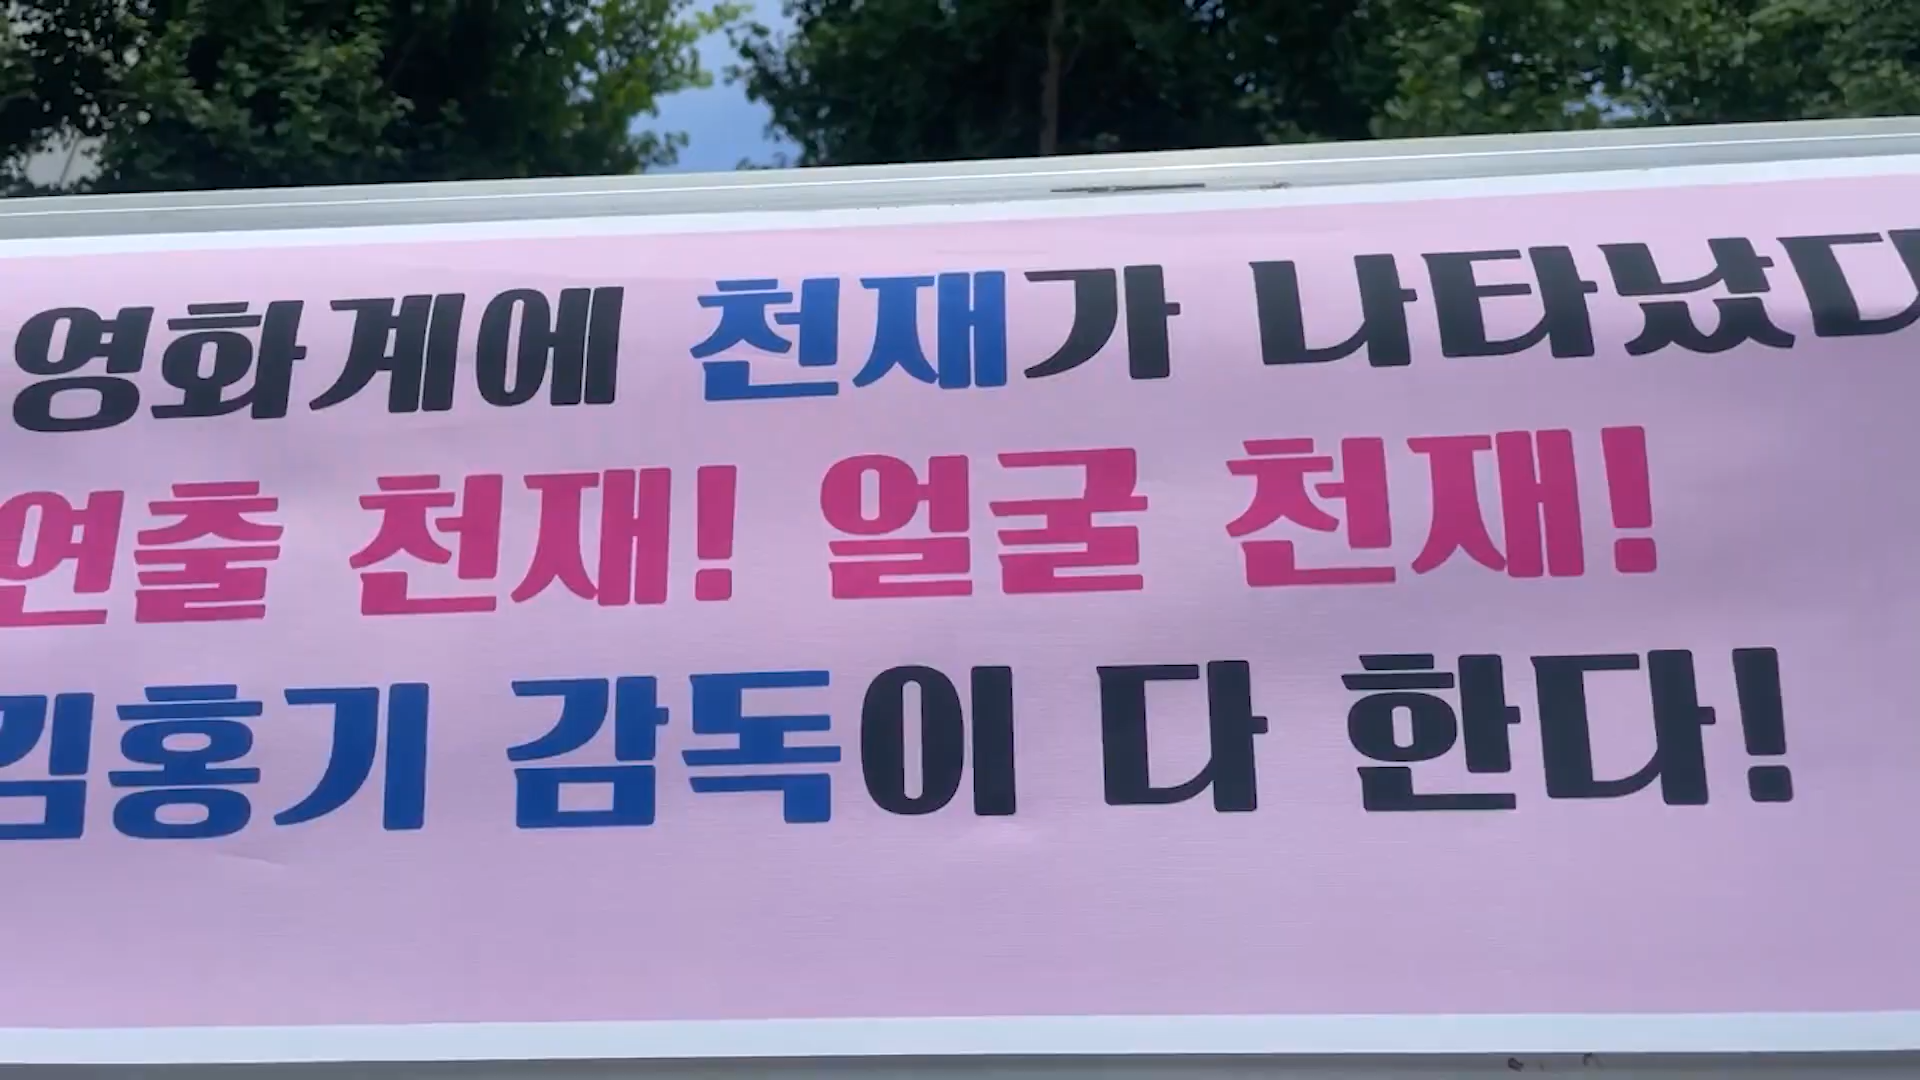 영화계에 천재가 나타났다
연출 천재! 얼굴 천재!
김홍기 감독이 다 한다!